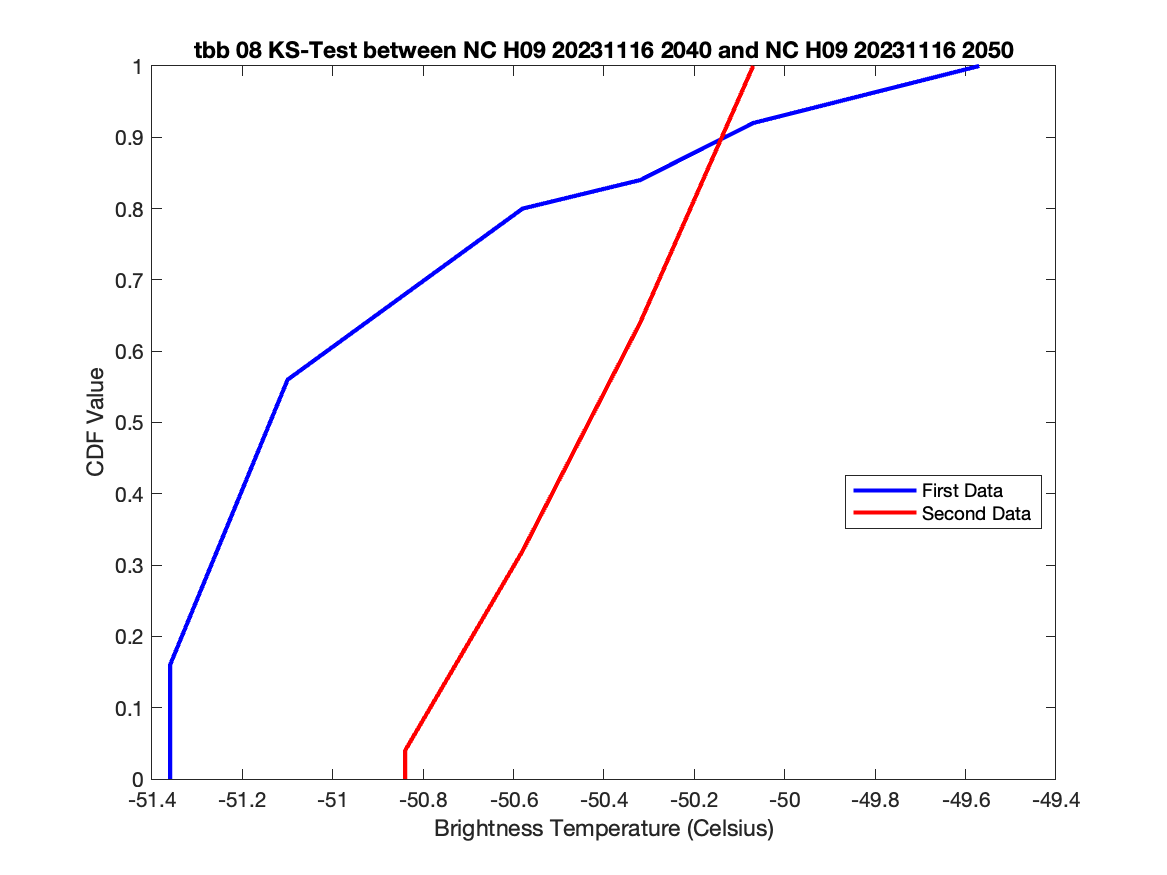 tbb 08 KS-Test between NC H09 20231116 2040 and NC H09 20231116 2050
1
0.9
0.8
0.7
0.6
0.5
0.4
0.3
0.2
0.1
0
CDF Value
First Data
Second Data
-51.4 -51.2 -51 -50.8 -50.6 -50.4 -50.2 -50 -49.8 -49.6 -49.4
Brightness Temperature (Celsius)